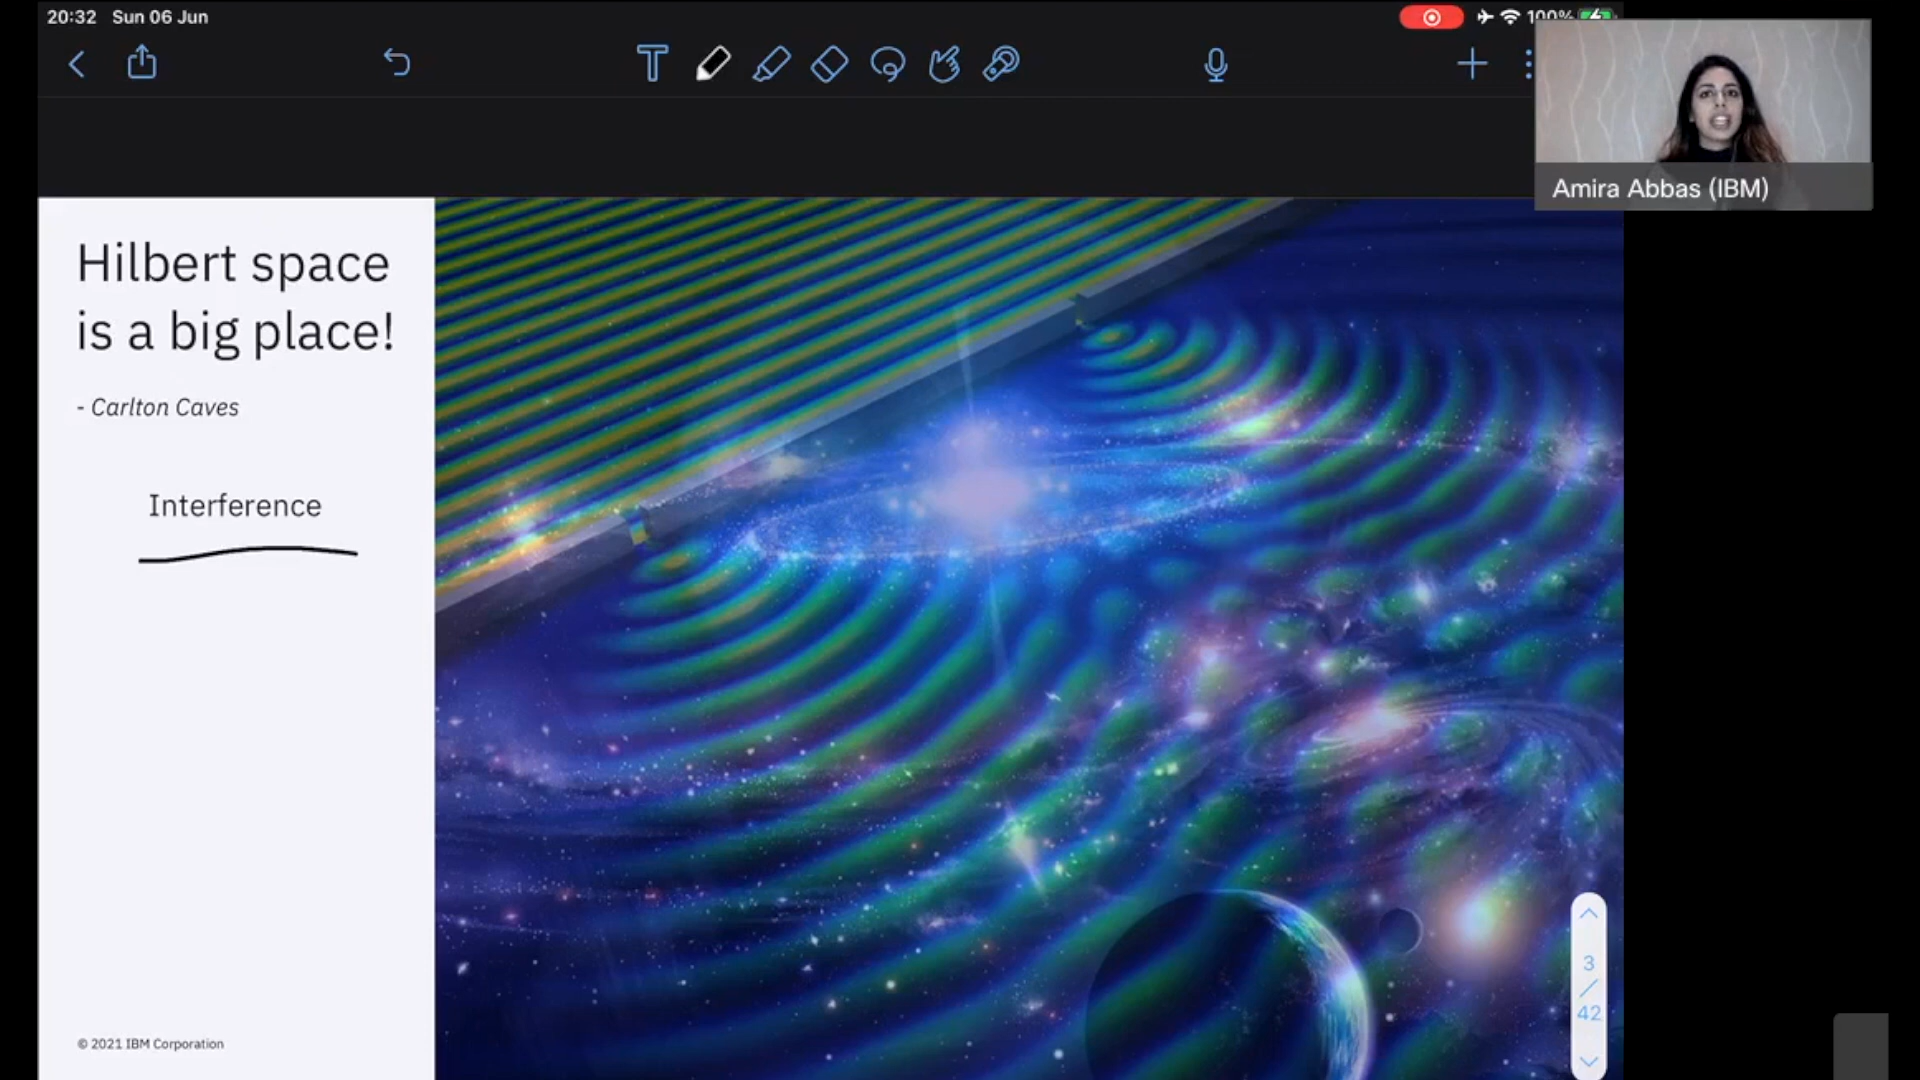 20:32 Sun 06 Jun
100%
Amira Abbas (IBM)
Hilbert space
is a big place!
- Carlton Caves
Interference
3
/
42
© 2021 IBM Corporation